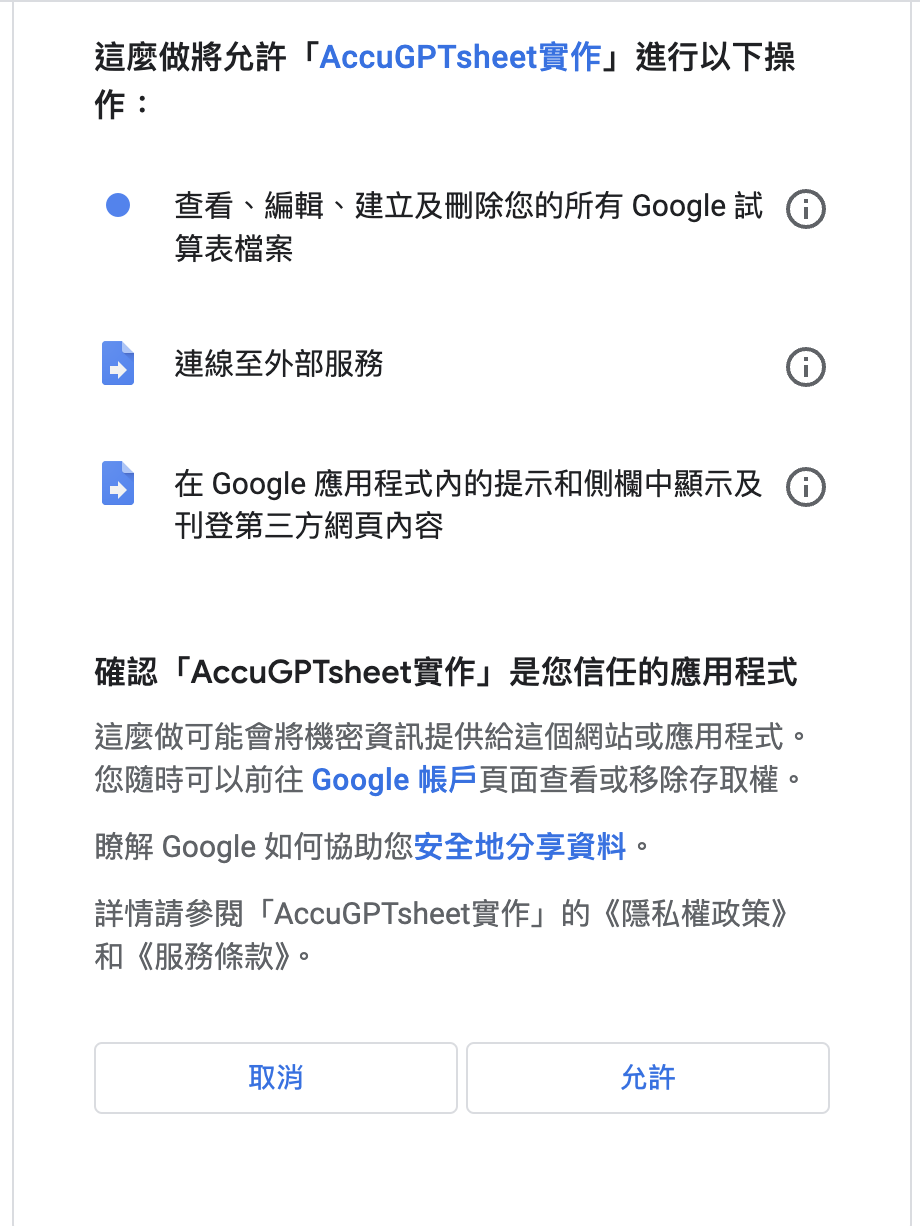 這麼做將允許「AccuGPTsheet實作」進行以下操
作：
查看、編輯、建立及刪除您的所有 Google 試
算表檔案
連線至外部服務
在 Google 應用程式內的提示和側欄中顯示及
刊登第三方網頁內容
確認「AccuGPTsheet實作」是您信任的應用程式
這麼做可能會將機密資訊提供給這個網站或應用程式。
您隨時可以前往 Google 帳戶頁面查看或移除存取權。
瞭解 Google 如何協助您安全地分享資料。
詳情請參閱「AccuGPTsheet實作」的《隱私權政策》
和《服務條款》。
取消
允許